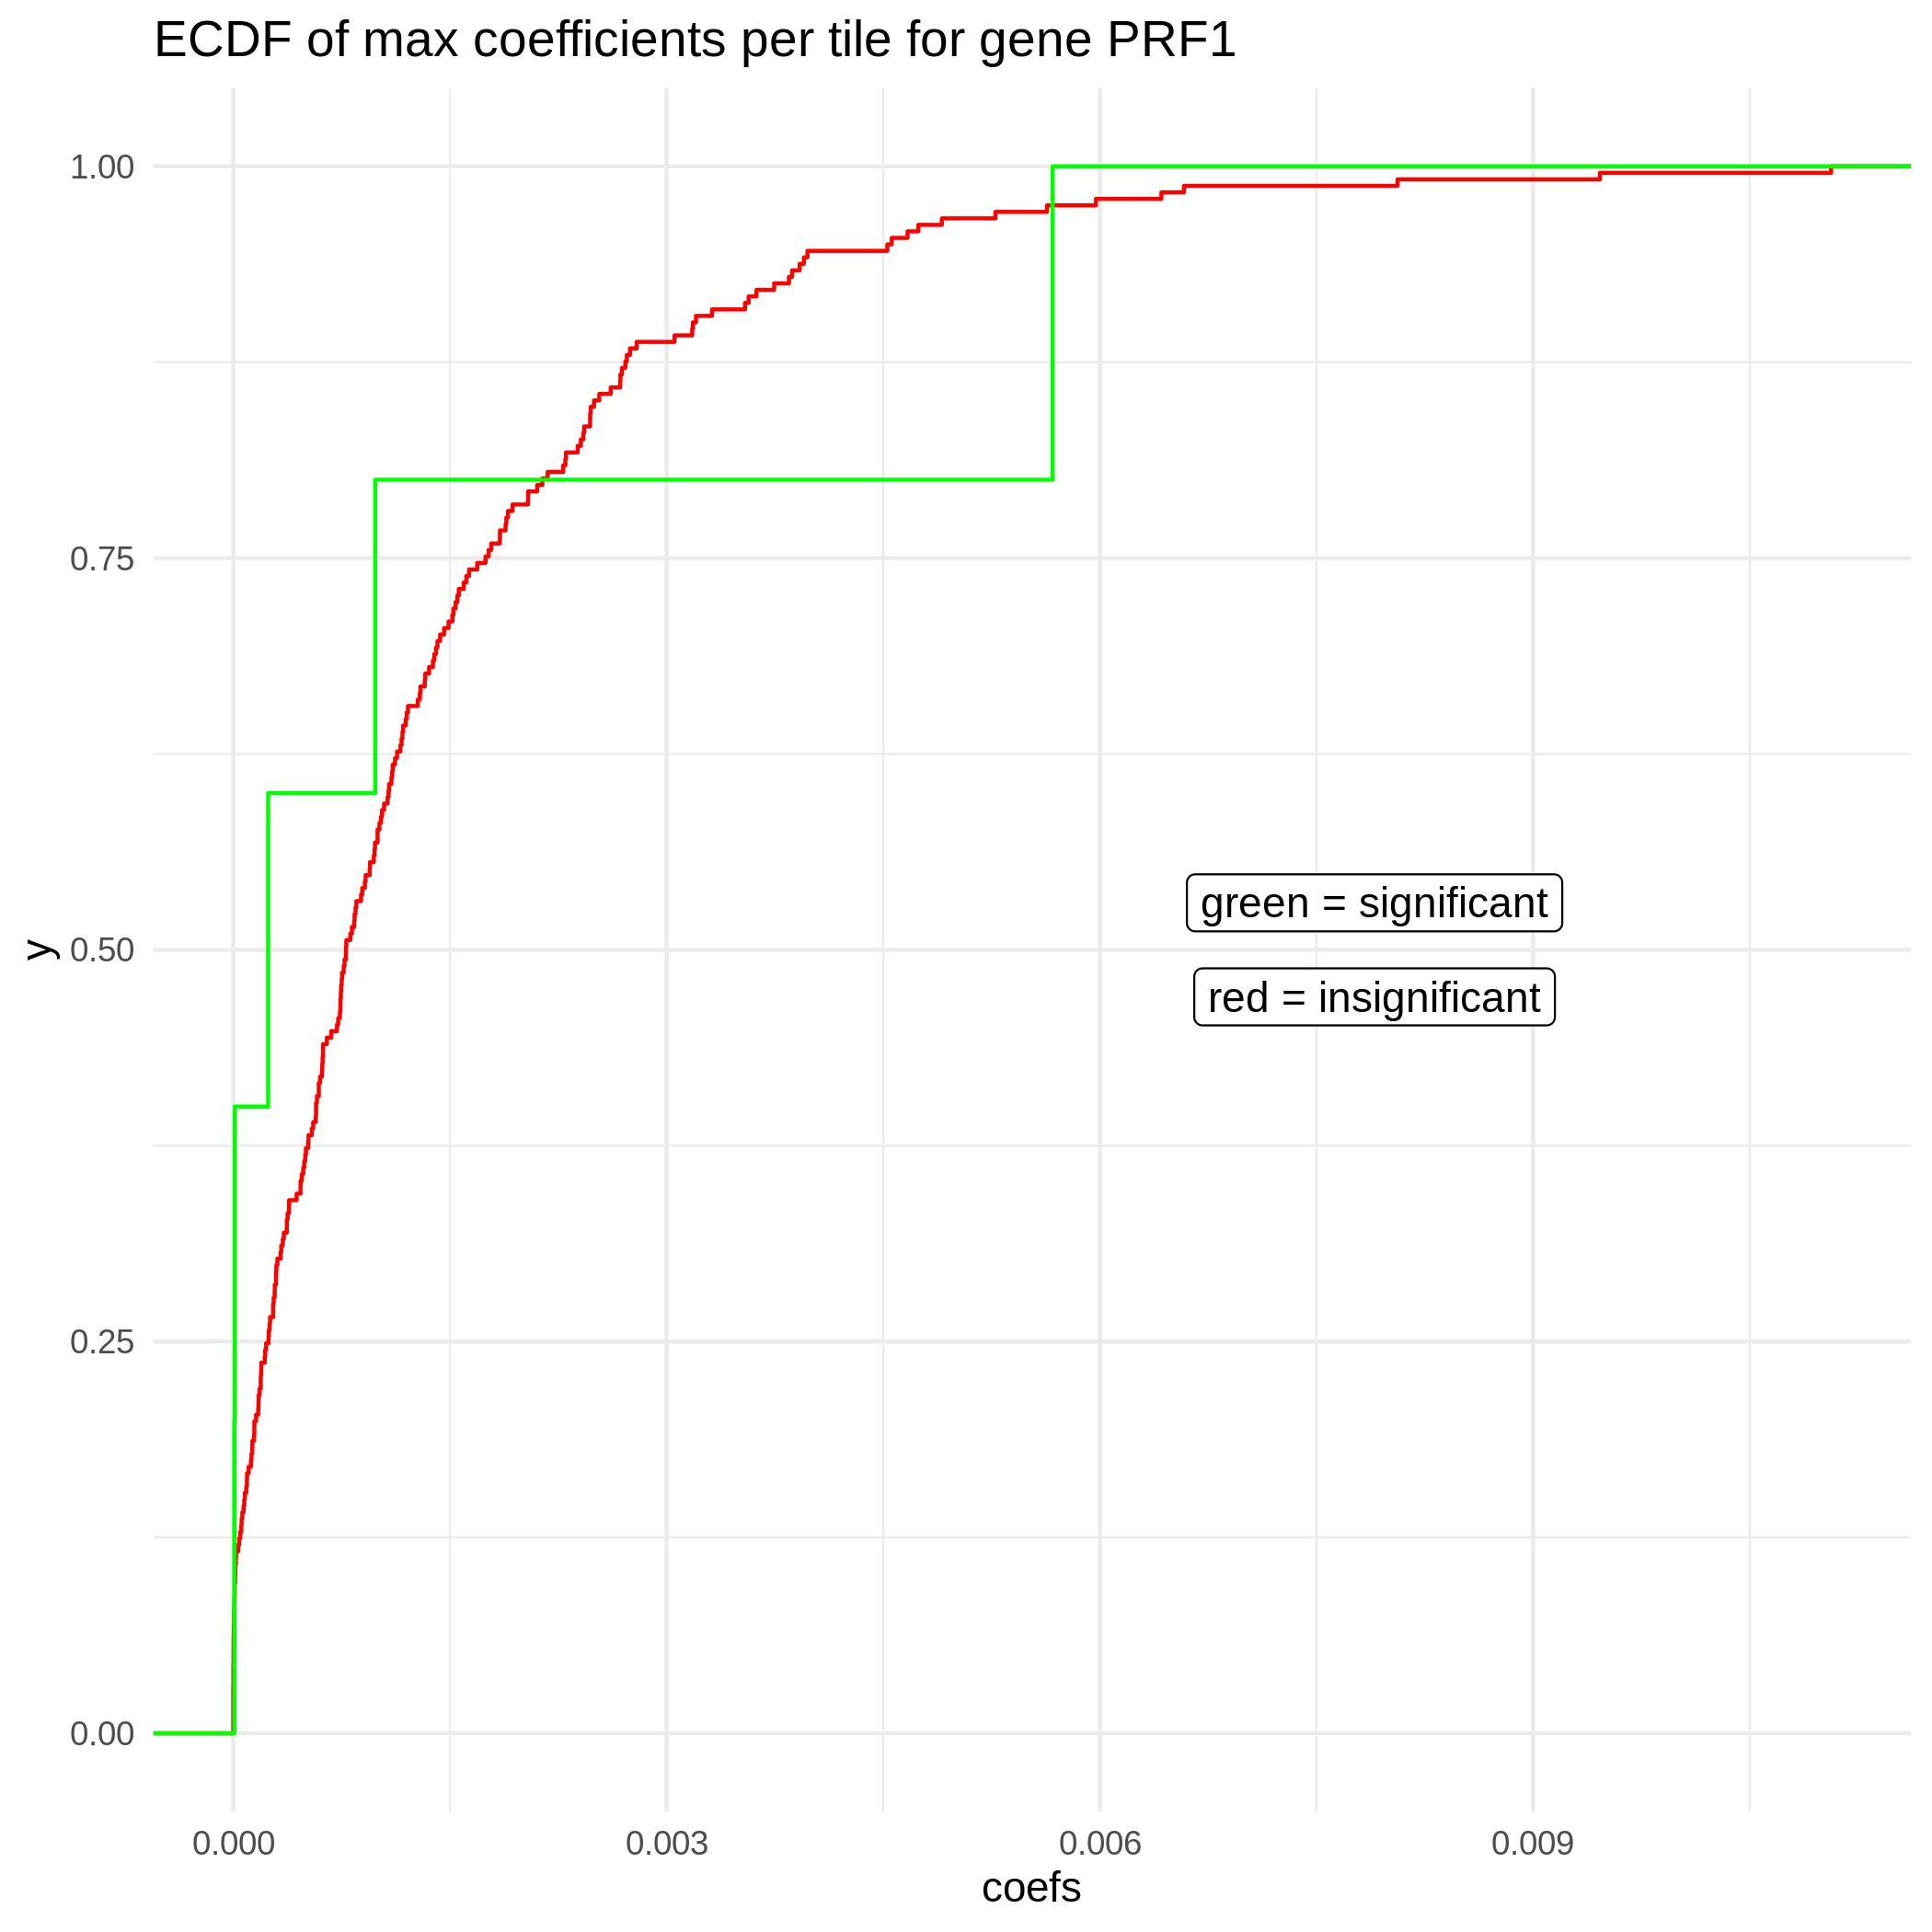 ECDF of max coefficients per tile for gene PRF1
1.00
0.75
0.50
0.25
0.00
y
green = significant
red = insignificant
0.000
0.003
0.006
0.009
coefs